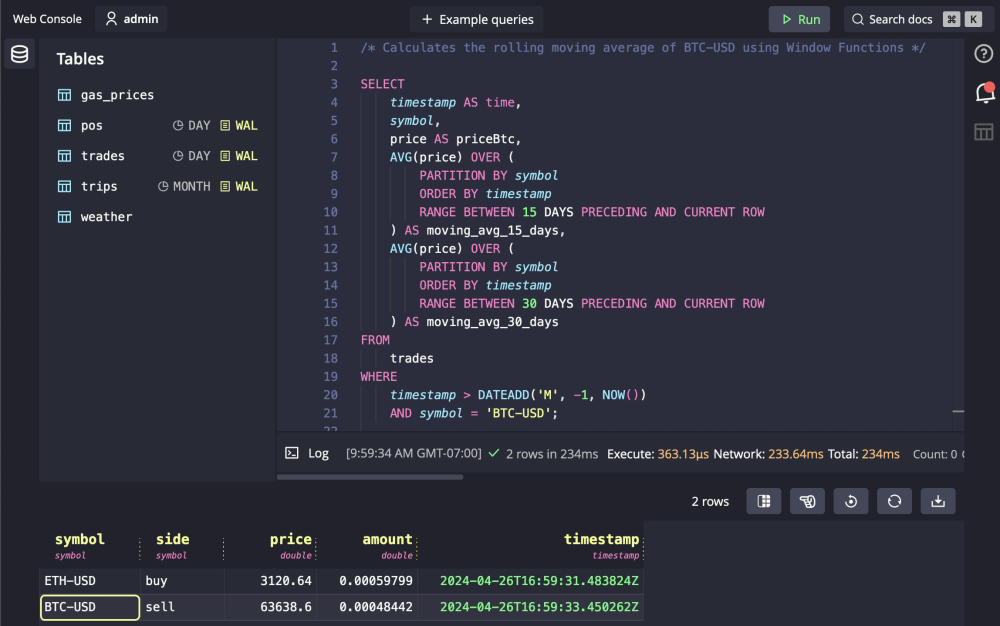 Web Console admin + Example queries Run Search docs ⌘ K
Tables
gas_prices
pos DAY WAL
trades DAY WAL
trips MONTH WAL
weather
1 /* Calculates the rolling moving average of BTC-USD using Window Functions */
2
3 SELECT
4 timestamp AS time,
5 symbol,
6 price AS priceBtc,
7 AVG(price) OVER (
8 PARTITION BY symbol
9 ORDER BY timestamp
10 RANGE BETWEEN 15 DAYS PRECEDING AND CURRENT ROW
11 ) AS moving_avg_15_days,
12 AVG(price) OVER (
13 PARTITION BY symbol
14 ORDER BY timestamp
15 RANGE BETWEEN 30 DAYS PRECEDING AND CURRENT ROW
16 ) AS moving_avg_30_days
17 FROM
18 trades
19 WHERE
20 timestamp > DATEADD('M', -1, NOW())
21 AND symbol = 'BTC-USD';
22
Log [9:59:34 AM GMT-07:00] ✓ 2 rows in 234ms Execute: 363.13μs Network: 233.64ms Total: 234ms Count: 0
2 rows
symbol side price amount timestamp
symbol symbol double double timestamp
ETH-USD buy 3120.64 0.00059799 2024-04-26T16:59:31.483824Z
BTC-USD sell 63638.6 0.00048442 2024-04-26T16:59:33.450262Z